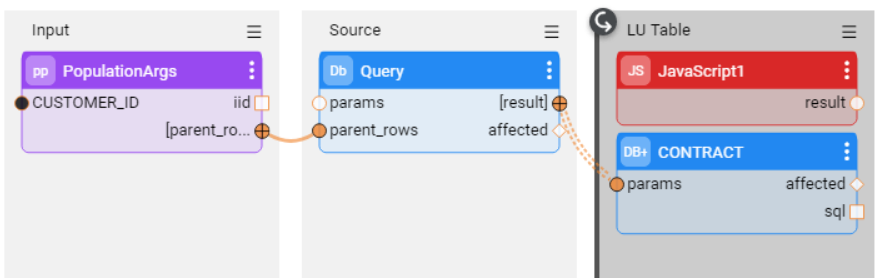 Input
pp PopulationArgs
CUSTOMER_ID iid
[parent_ro...
Source
Db Query
params [result]
parent_rows affected
LU Table
JS JavaScript1
result
DB+ CONTRACT
params affected
sql